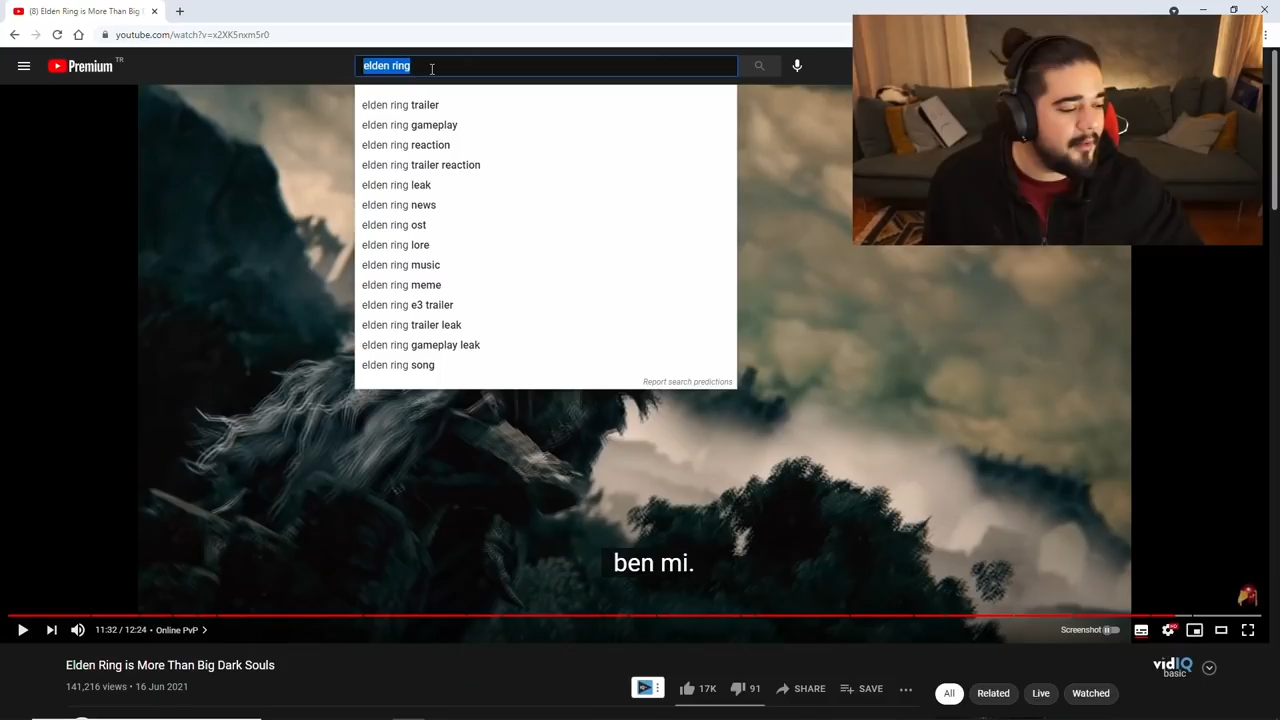 (8) Elden Ring is More Than Big D
youtube.com/watch?v=x2XK5nxm5r0
Premium TR
elden ring
elden ring trailer
elden ring gameplay
elden ring reaction
elden ring trailer reaction
elden ring leak
elden ring news
elden ring ost
elden ring lore
elden ring music
elden ring meme
elden ring e3 trailer
elden ring trailer leak
elden ring gameplay leak
elden ring song
Report search predictions
ben mi.
11:32 / 12:24 • Online PvP
Screenshot
HD
Elden Ring is More Than Big Dark Souls
141,216 views • 16 Jun 2021
17K
91
SHARE
SAVE
vidIQ
basic
All
Related
Live
Watched